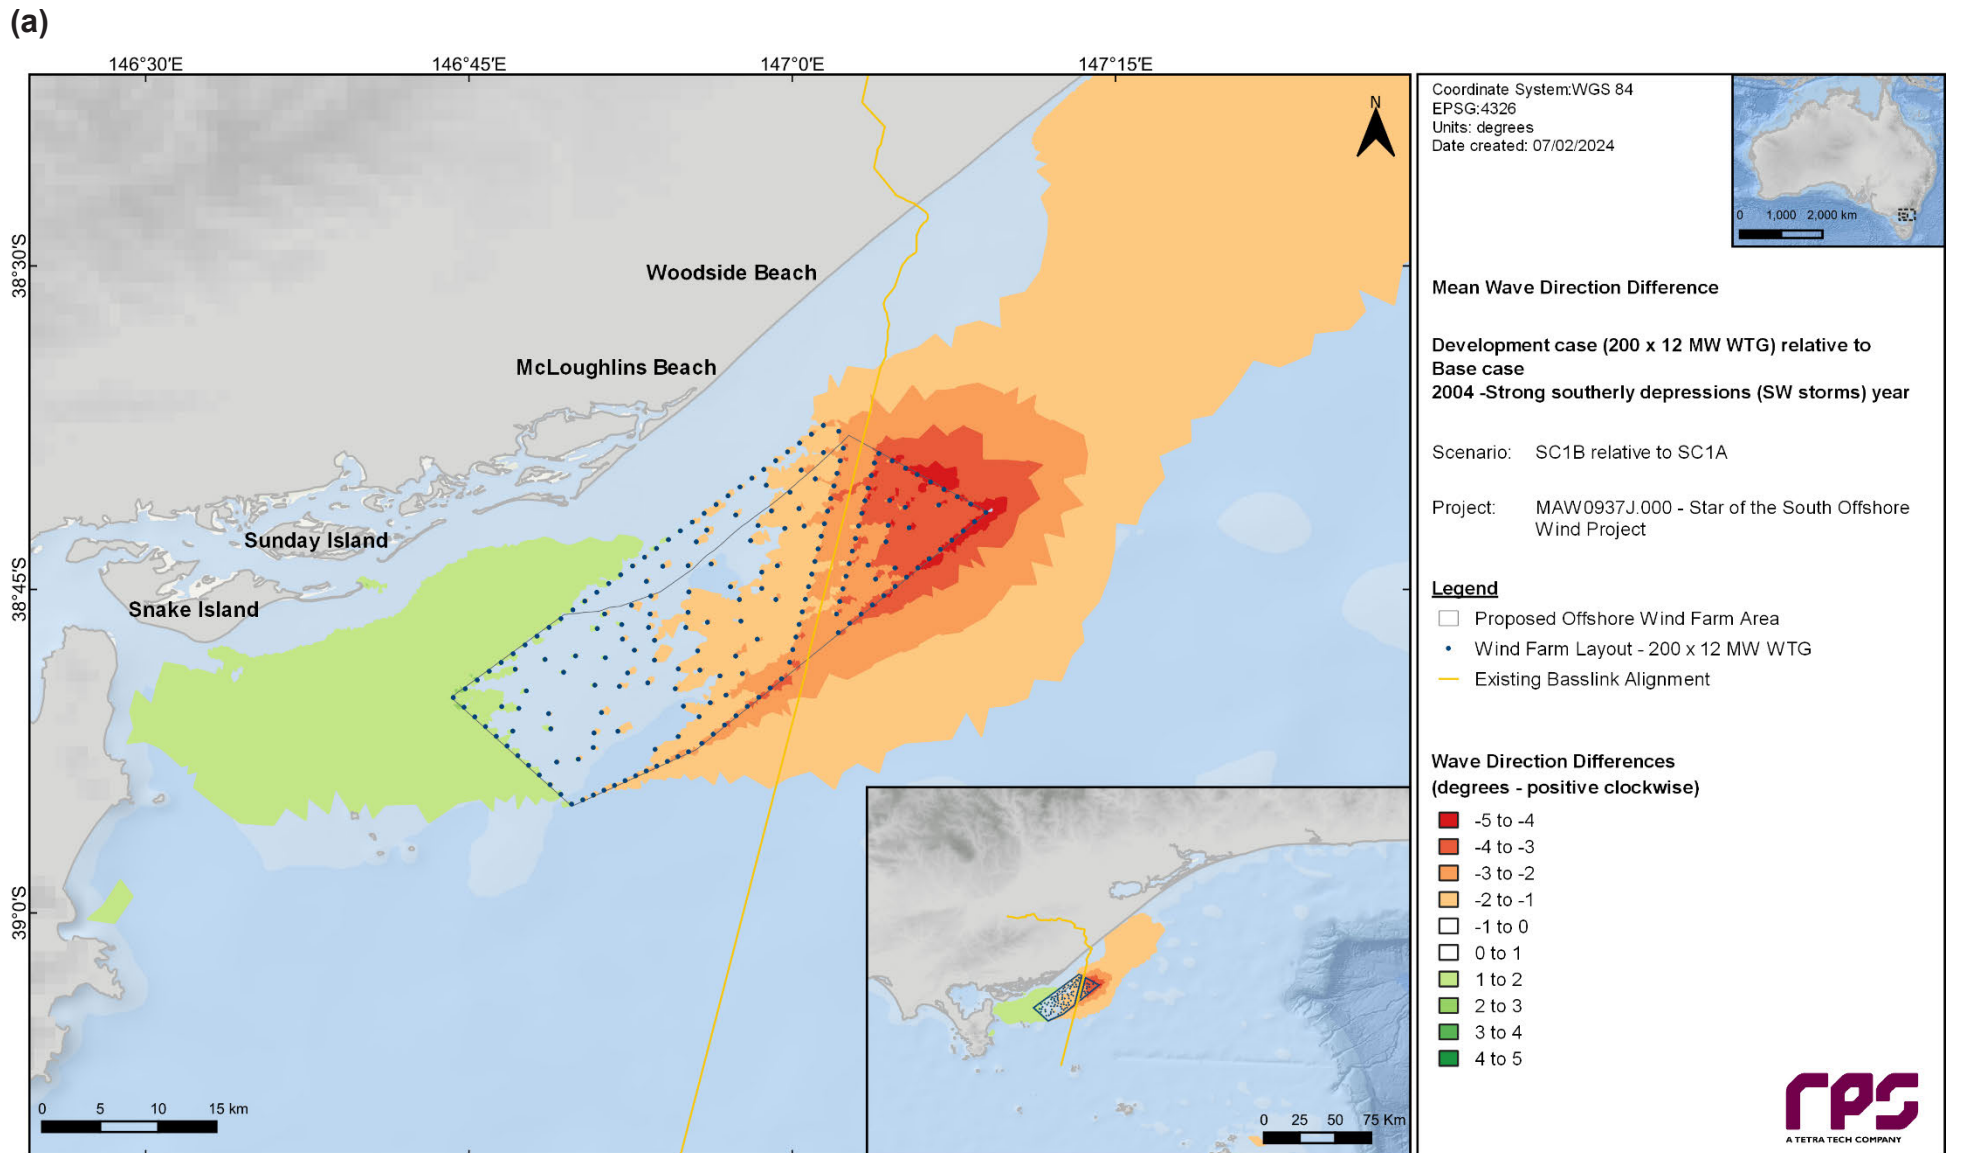 (a)
146°30'E
146°45'E
147°0'E
147°15'E
38°30'S
38°45'S
39°0'S
N
Woodside Beach
McLoughlins Beach
Sunday Island
Snake Island
0 5 10 15 km
0 25 50 75 Km
Coordinate System:WGS 84
EPSG:4326
Units: degrees
Date created: 07/02/2024
0 1,000 2,000 km
Mean Wave Direction Difference
Development case (200 x 12 MW WTG) relative to
Base case
2004 -Strong southerly depressions (SW storms) year
Scenario: SC1B relative to SC1A
Project: MAW0937J.000 - Star of the South Offshore
Wind Project
Legend
Proposed Offshore Wind Farm Area
Wind Farm Layout - 200 x 12 MW WTG
Existing Basslink Alignment
Wave Direction Differences
(degrees - positive clockwise)
-5 to -4
-4 to -3
-3 to -2
-2 to -1
-1 to 0
0 to 1
1 to 2
2 to 3
3 to 4
4 to 5
rps
A TETRA TECH COMPANY